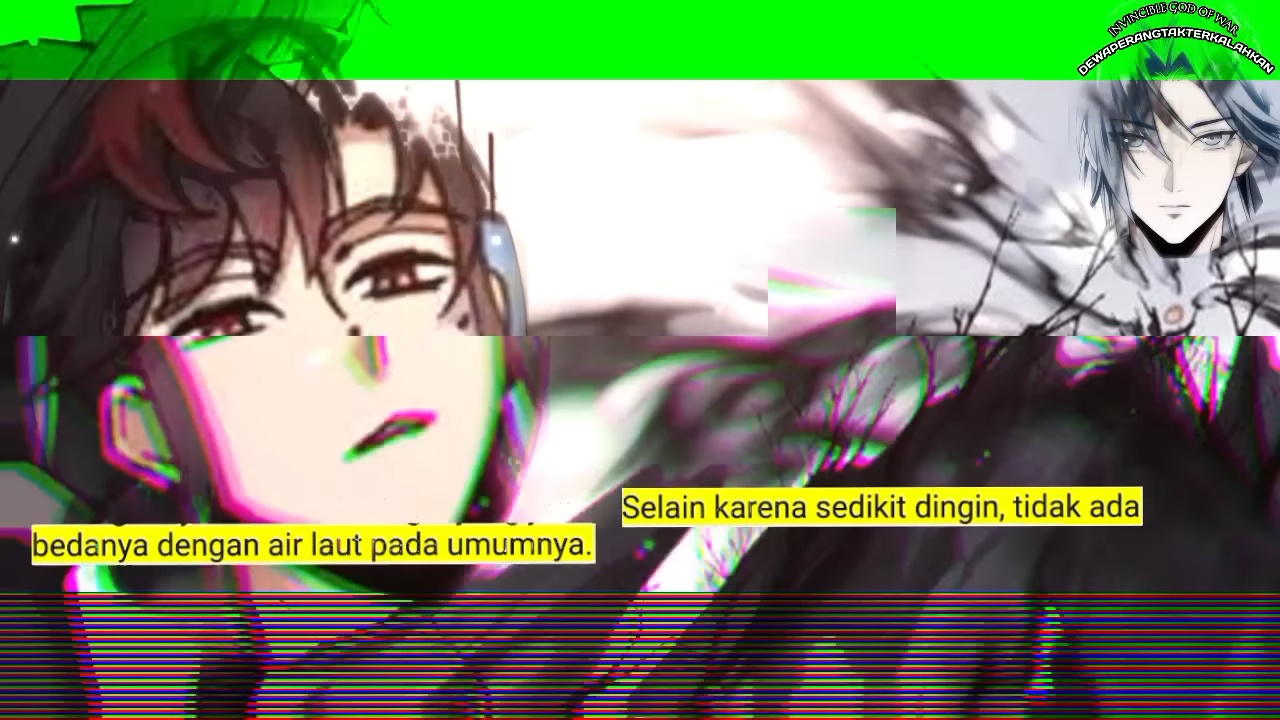 INVINCIBLE GOD OF WAR
DEWAPERANGTAKTERKALAHKAN
Selain karena sedikit dingin, tidak ada
bedanya dengan air laut pada umumnya.